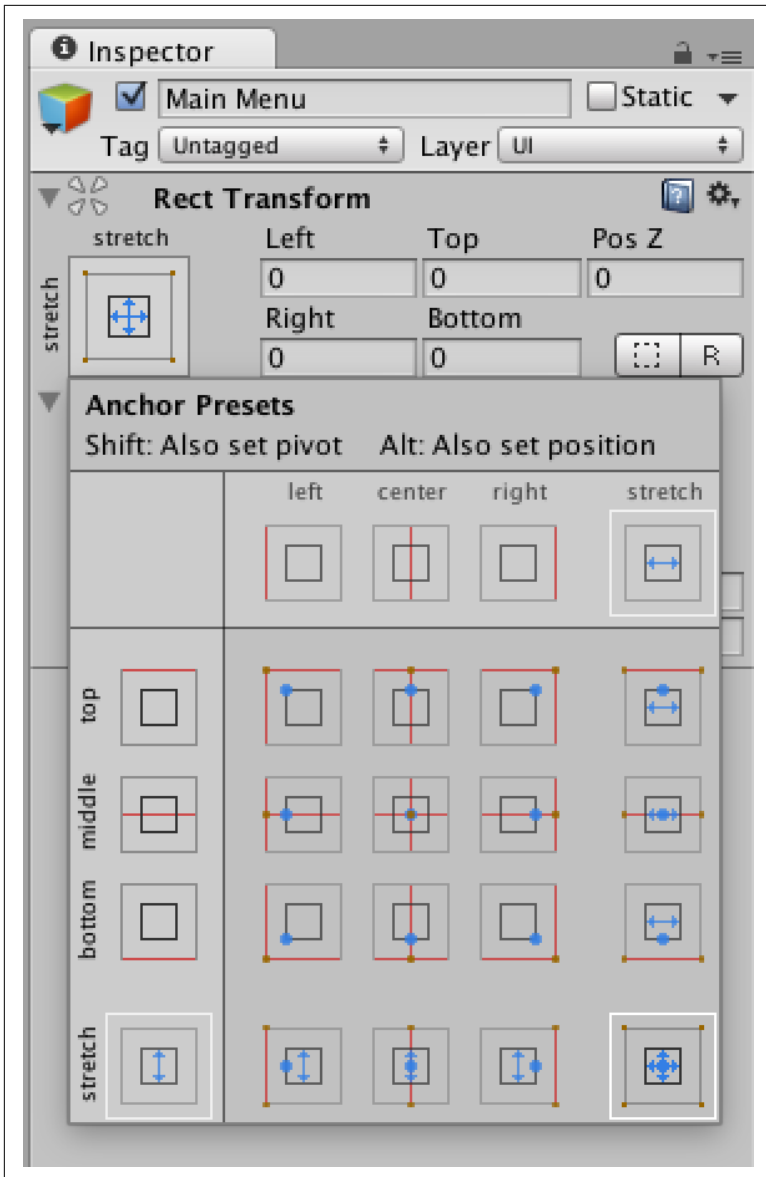 Inspector
Main Menu
Static
Tag Untagged Layer UI
Rect Transform
stretch
Left Top Pos Z
stretch
0 0 0
Right Bottom
0 0
R
Anchor Presets
Shift: Also set pivot Alt: Also set position
left center right stretch
top
middle
bottom
stretch